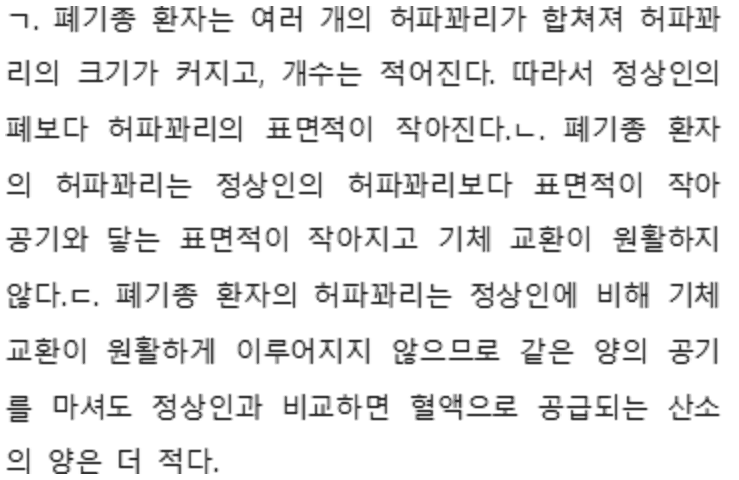 ㄱ. 폐기종 환자는 여러 개의 허파꽈리가 합쳐져 허파꽈
리의 크기가 커지고, 개수는 적어진다. 따라서 정상인의
폐보다 허파꽈리의 표면적이 작아진다.ㄴ. 폐기종 환자
의 허파꽈리는 정상인의 허파꽈리보다 표면적이 작아
공기와 닿는 표면적이 작아지고 기체 교환이 원활하지
않다.ㄷ. 폐기종 환자의 허파꽈리는 정상인에 비해 기체
교환이 원활하게 이루어지지 않으므로 같은 양의 공기
를 마셔도 정상인과 비교하면 혈액으로 공급되는 산소
의 양은 더 적다.